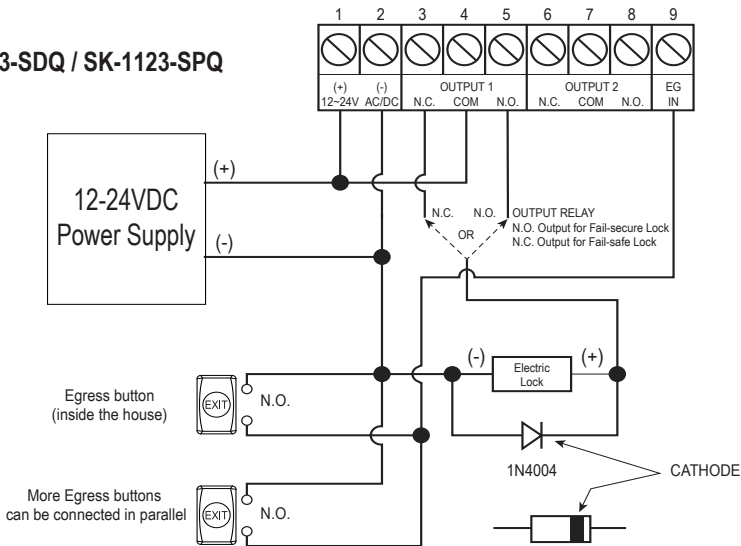 1 2 3 4 5 6 7 8 9
3-SDQ / SK-1123-SPQ
(+) (-) OUTPUT 1 OUTPUT 2 EG
12~24V AC/DC N.C. COM N.O. N.C. COM N.O. IN
(+)
12-24VDC
Power Supply
(-)
N.C. N.O. OUTPUT RELAY
OR
N.O. Output for Fail-secure Lock
N.C. Output for Fail-safe Lock
(-) (+)
Electric
Lock
Egress button
(inside the house)
EXIT
N.O.
1N4004
CATHODE
More Egress buttons
can be connected in parallel
EXIT
N.O.